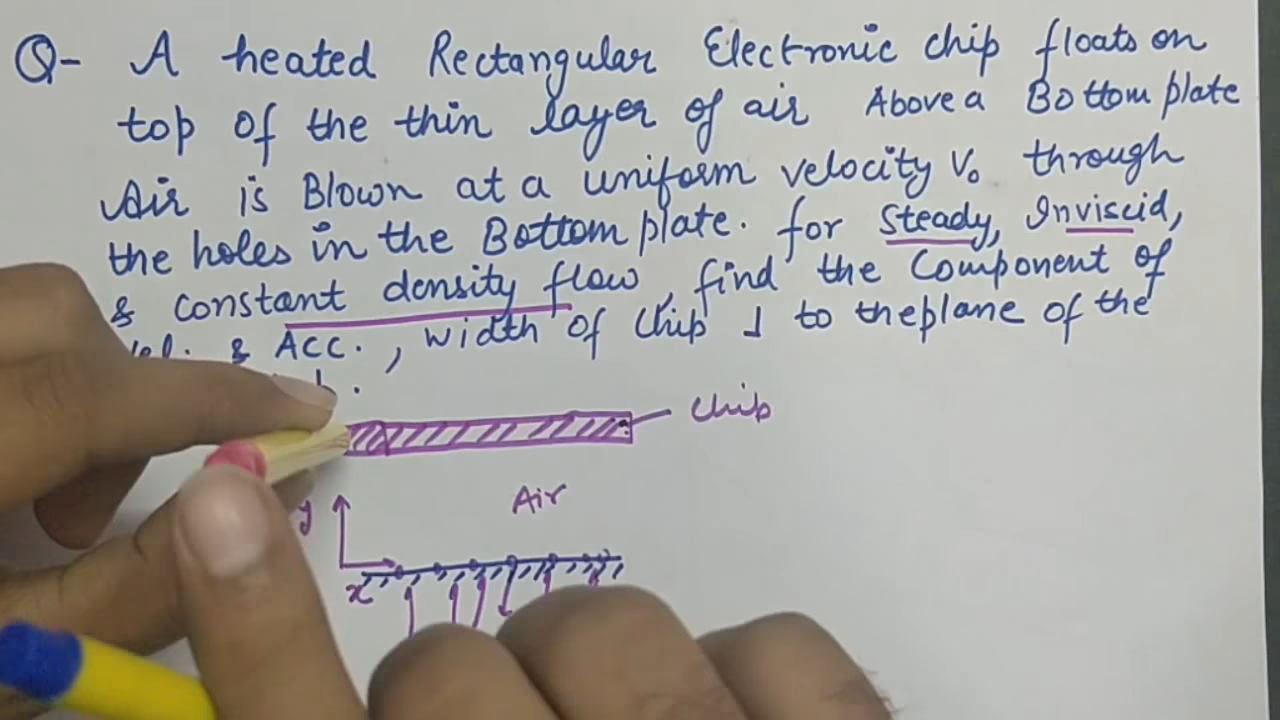 Q- A heated Rectangular Electronic chip floats on
top of the thin layer of air Above a Bottom plate
Air is Blown at a uniform velocity V₀ through
the holes in the Bottom plate. for Steady, Inviscid,
& constant density flow, find the Component of
& Acc., width of Chip ⊥ to the plane of the
b.
Chip
Air
y
x